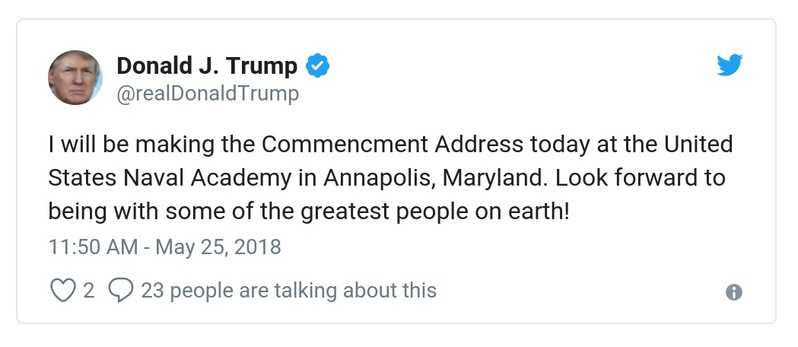 Donald J. Trump
@realDonaldTrump
I will be making the Commencment Address today at the United
States Naval Academy in Annapolis, Maryland. Look forward to
being with some of the greatest people on earth!
11:50 AM - May 25, 2018
2 23 people are talking about this